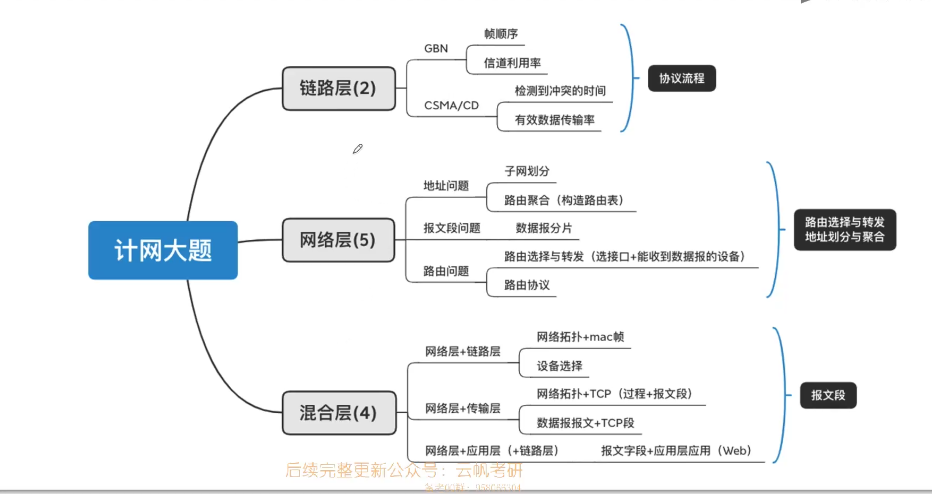 计网大题
链路层(2)
GBN
帧顺序
信道利用率
CSMA/CD
检测到冲突的时间
有效数据传输率
协议流程
网络层(5)
地址问题
子网划分
路由聚合（构造路由表）
报文段问题
数据报分片
路由问题
路由选择与转发（选接口+能收到数据报的设备）
路由协议
路由选择与转发
地址划分与聚合
混合层(4)
网络层+链路层
网络拓扑+mac帧
设备选择
网络层+传输层
网络拓扑+TCP（过程+报文段）
数据报报文+TCP段
网络层+应用层（+链路层）
报文字段+应用层应用（Web）
报文段
后续完整更新公众号：云帆考研